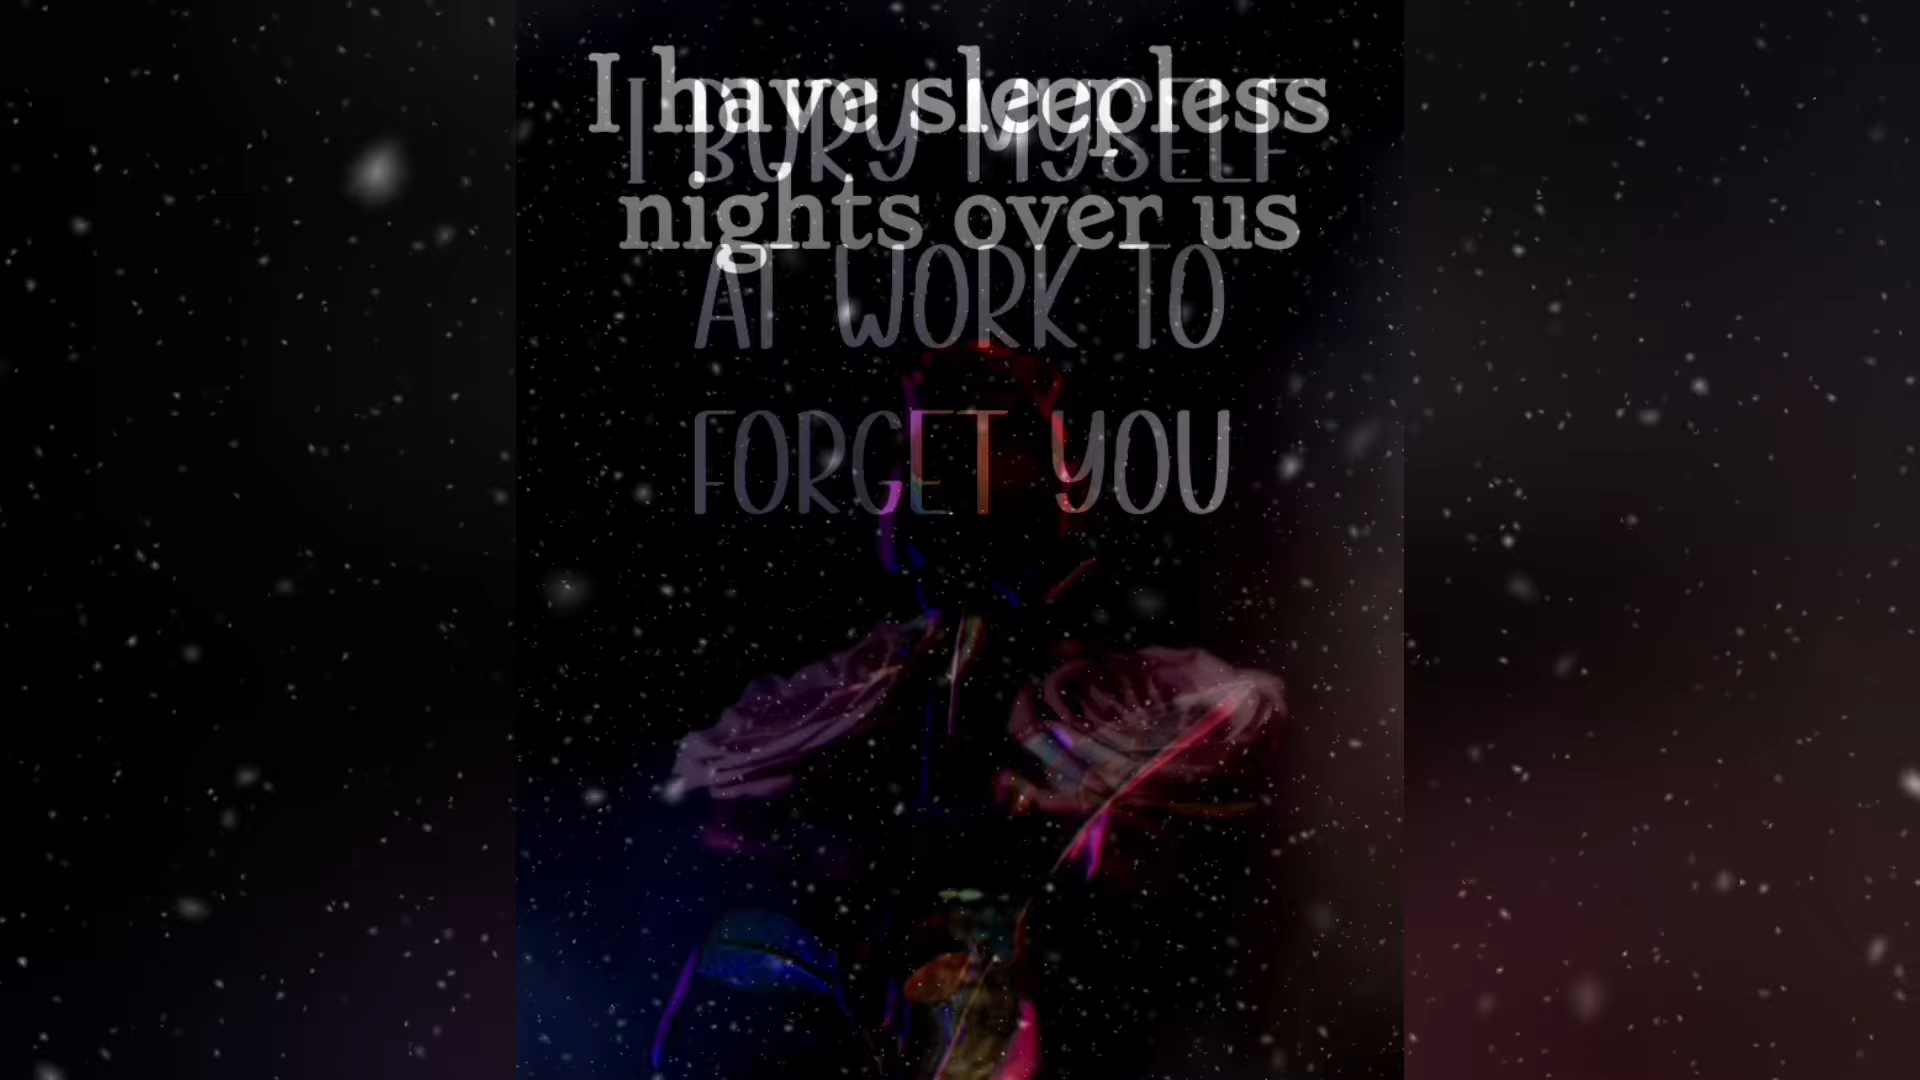 I have sleepless
nights over us
I BURY MYSELF
AT WORK TO
FORGET YOU